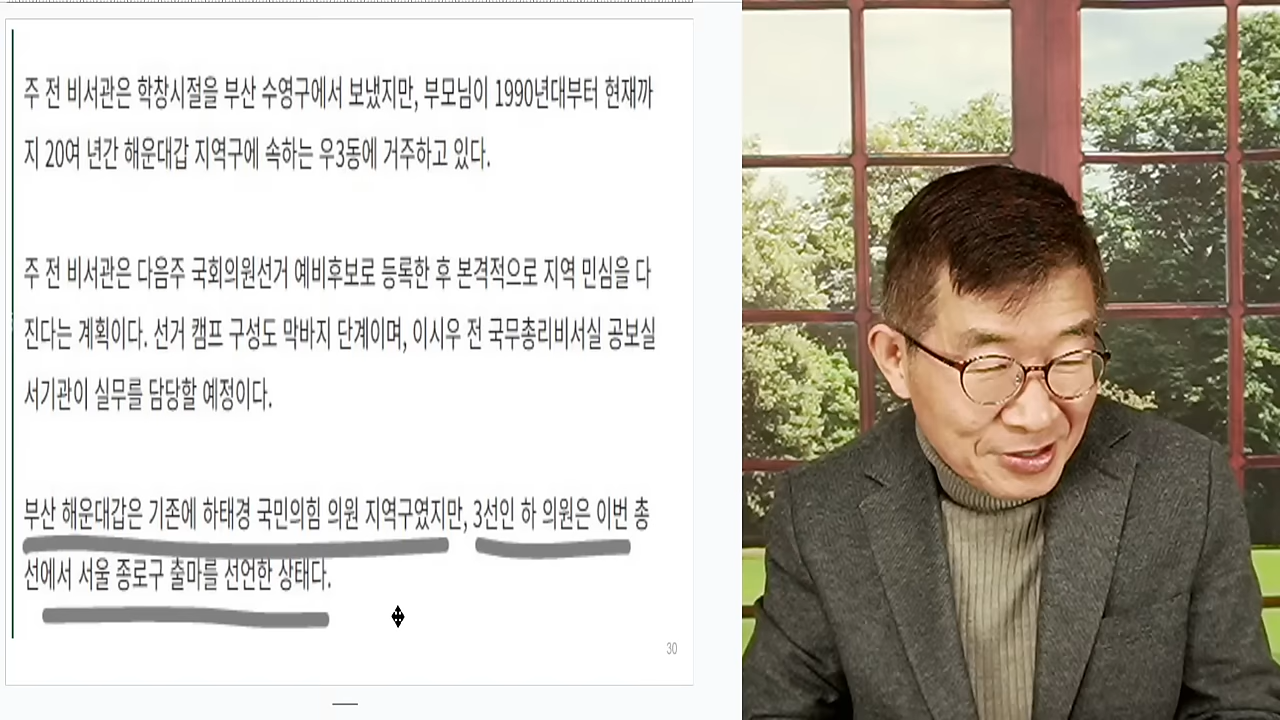 주 전 비서관은 학창시절을 부산 수영구에서 보냈지만, 부모님이 1990년대부터 현재까
지 20여 년간 해운대갑 지역구에 속하는 우3동에 거주하고 있다.
주 전 비서관은 다음주 국회의원선거 예비후보로 등록한 후 본격적으로 지역 민심을 다
진다는 계획이다. 선거 캠프 구성도 막바지 단계이며, 이시우 전 국무총리비서실 공보실
서기관이 실무를 담당할 예정이다.
부산 해운대갑은 기존에 하태경 국민의힘 의원 지역구였지만, 3선인 하 의원은 이번 총
선에서 서울 종로구 출마를 선언한 상태다.
30